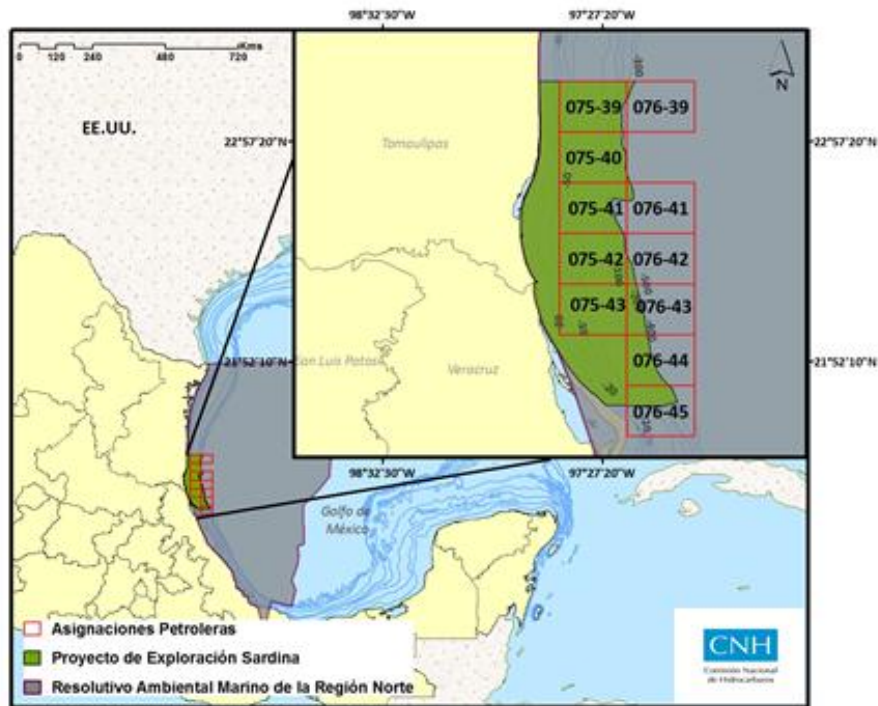 98°32'30"W
97°27'20"W
Kms
0 120 240 480 720
EE.UU.
N
22°57'20"N
22°57'20"N
Tamaulipas
075-39
076-39
075-40
075-41
076-41
075-42
076-42
075-43
076-43
076-44
076-45
21°52'10"N
21°52'10"N
San Luis Potosí
Veracruz
98°32'30"W
97°27'20"W
Golfo de
México
Asignaciones Petroleras
Proyecto de Exploración Sardina
Resolutivo Ambiental Marino de la Región Norte
CNH
Comisión Nacional
de Hidrocarburos